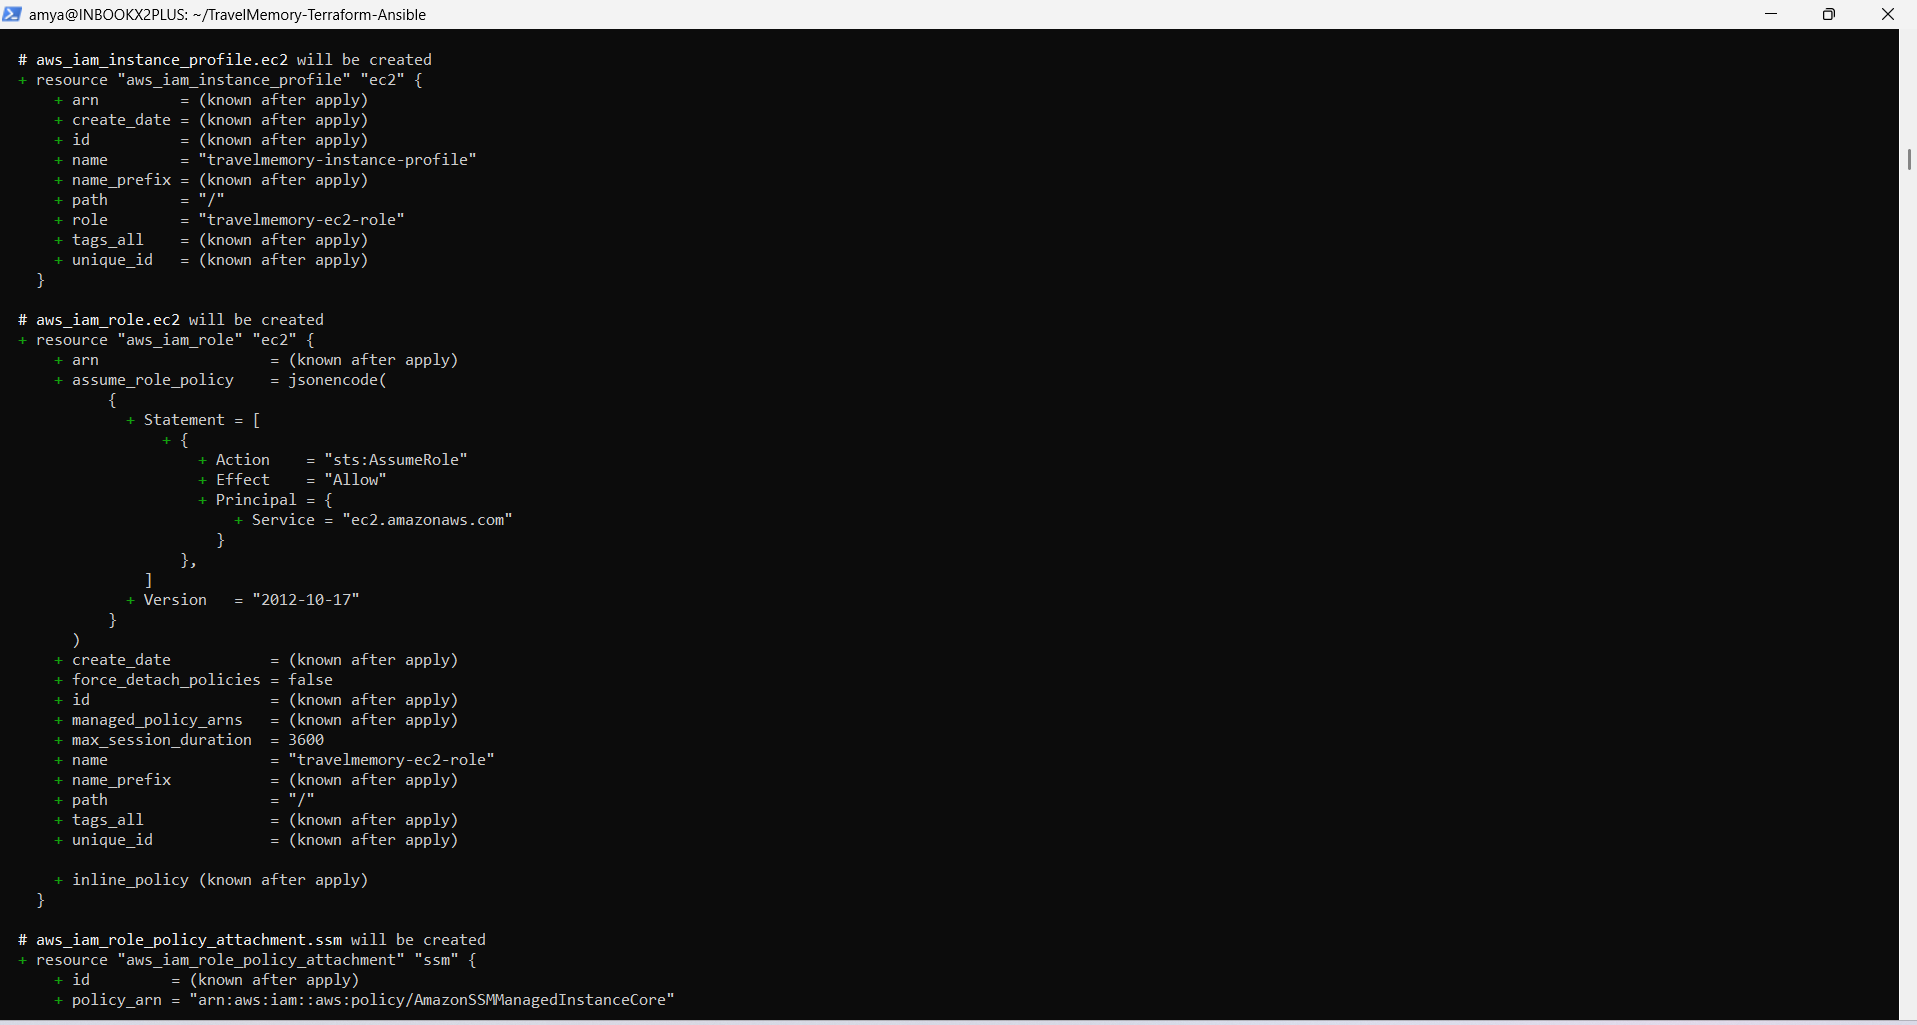 amya@INBOOKX2PLUS: ~/TravelMemory-Terraform-Ansible
# aws_iam_instance_profile.ec2 will be created
+ resource "aws_iam_instance_profile" "ec2" {
    + arn         = (known after apply)
    + create_date = (known after apply)
    + id          = (known after apply)
    + name        = "travelmemory-instance-profile"
    + name_prefix = (known after apply)
    + path        = "/"
    + role        = "travelmemory-ec2-role"
    + tags_all    = (known after apply)
    + unique_id   = (known after apply)
  }
# aws_iam_role.ec2 will be created
+ resource "aws_iam_role" "ec2" {
    + arn                   = (known after apply)
    + assume_role_policy    = jsonencode(
          {
            + Statement = [
                + {
                    + Action    = "sts:AssumeRole"
                    + Effect    = "Allow"
                    + Principal = {
                        + Service = "ec2.amazonaws.com"
                      }
                  },
              ]
            + Version   = "2012-10-17"
          }
      )
    + create_date           = (known after apply)
    + force_detach_policies = false
    + id                    = (known after apply)
    + managed_policy_arns   = (known after apply)
    + max_session_duration  = 3600
    + name                  = "travelmemory-ec2-role"
    + name_prefix           = (known after apply)
    + path                  = "/"
    + tags_all              = (known after apply)
    + unique_id             = (known after apply)
    + inline_policy (known after apply)
  }
# aws_iam_role_policy_attachment.ssm will be created
+ resource "aws_iam_role_policy_attachment" "ssm" {
    + id         = (known after apply)
    + policy_arn = "arn:aws:iam::aws:policy/AmazonSSMManagedInstanceCore"